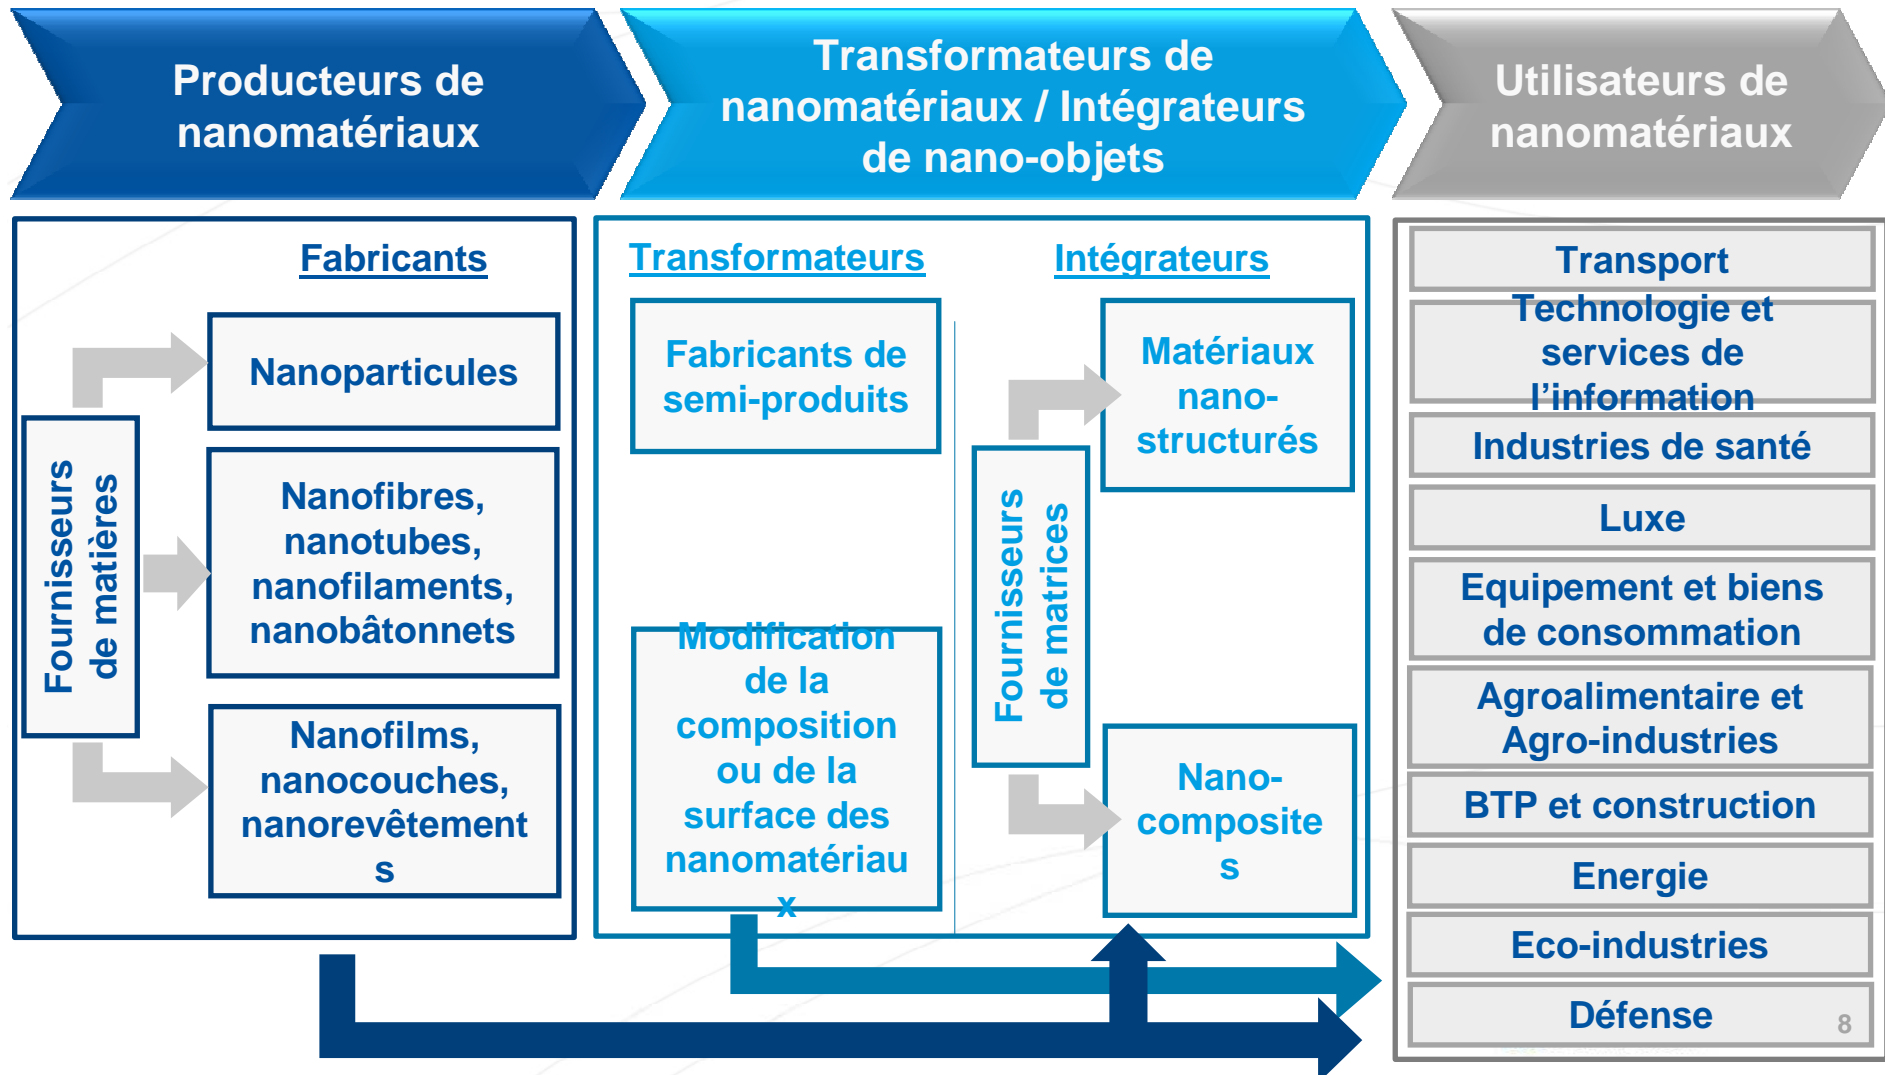 Producteurs de
nanomatériaux
Transformateurs de
nanomatériaux / Intégrateurs
de nano-objets
Utilisateurs de
nanomatériaux
Fabricants
Fournisseurs
de matières
Nanoparticules
Nanofibres,
nanotubes,
nanofilaments,
nanobâtonnets
Nanofilms,
nanocouches,
nanorevêtement
s
Transformateurs
Fabricants de
semi-produits
Modification
de la
composition
ou de la
surface des
nanomatériau
x
Intégrateurs
Fournisseurs
de matrices
Matériaux
nano-
structurés
Nano-
composite
s
Transport
Technologie et
services de
l’information
Industries de santé
Luxe
Equipement et biens
de consommation
Agroalimentaire et
Agro-industries
BTP et construction
Energie
Eco-industries
Défense
8